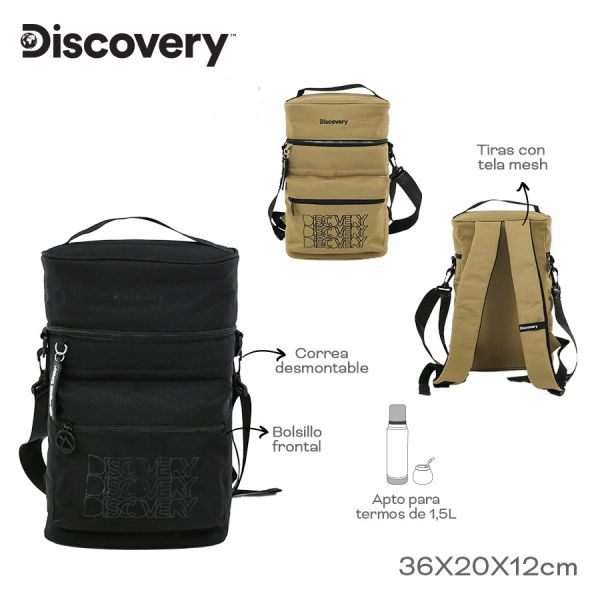 Discovery™
Discovery
DISCOVERY
DISCOVERY
DISCOVERY
Tiras con
tela mesh
Discovery
Discovery
Correa
desmontable
Bolsillo
frontal
DISCOVERY
DISCOVERY
DISCOVERY
Apto para
termos de 1,5L
36X20X12cm